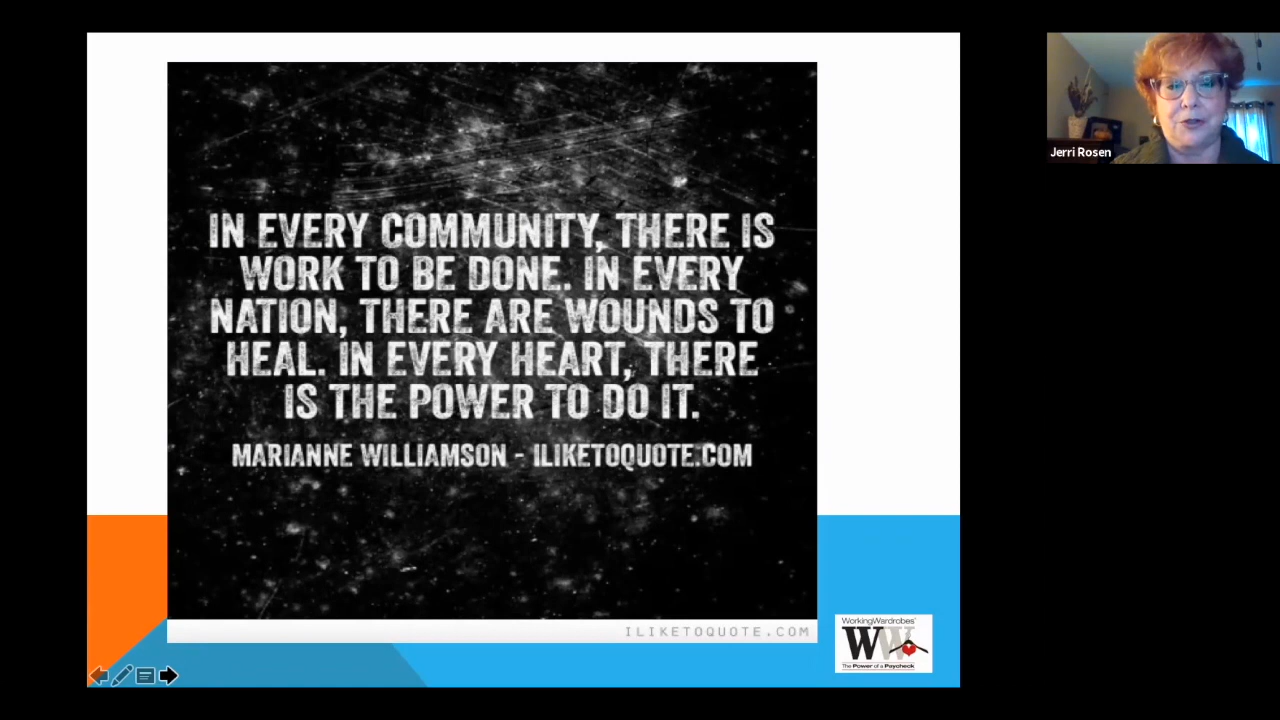 IN EVERY COMMUNITY, THERE IS
WORK TO BE DONE. IN EVERY
NATION, THERE ARE WOUNDS TO
HEAL. IN EVERY HEART, THERE
IS THE POWER TO DO IT.
MARIANNE WILLIAMSON - ILIKETOQUOTE.COM
ILIKETOQUOTE.COM
WorkingWardrobes®
WW
The Power of a Paycheck
Jerri Rosen